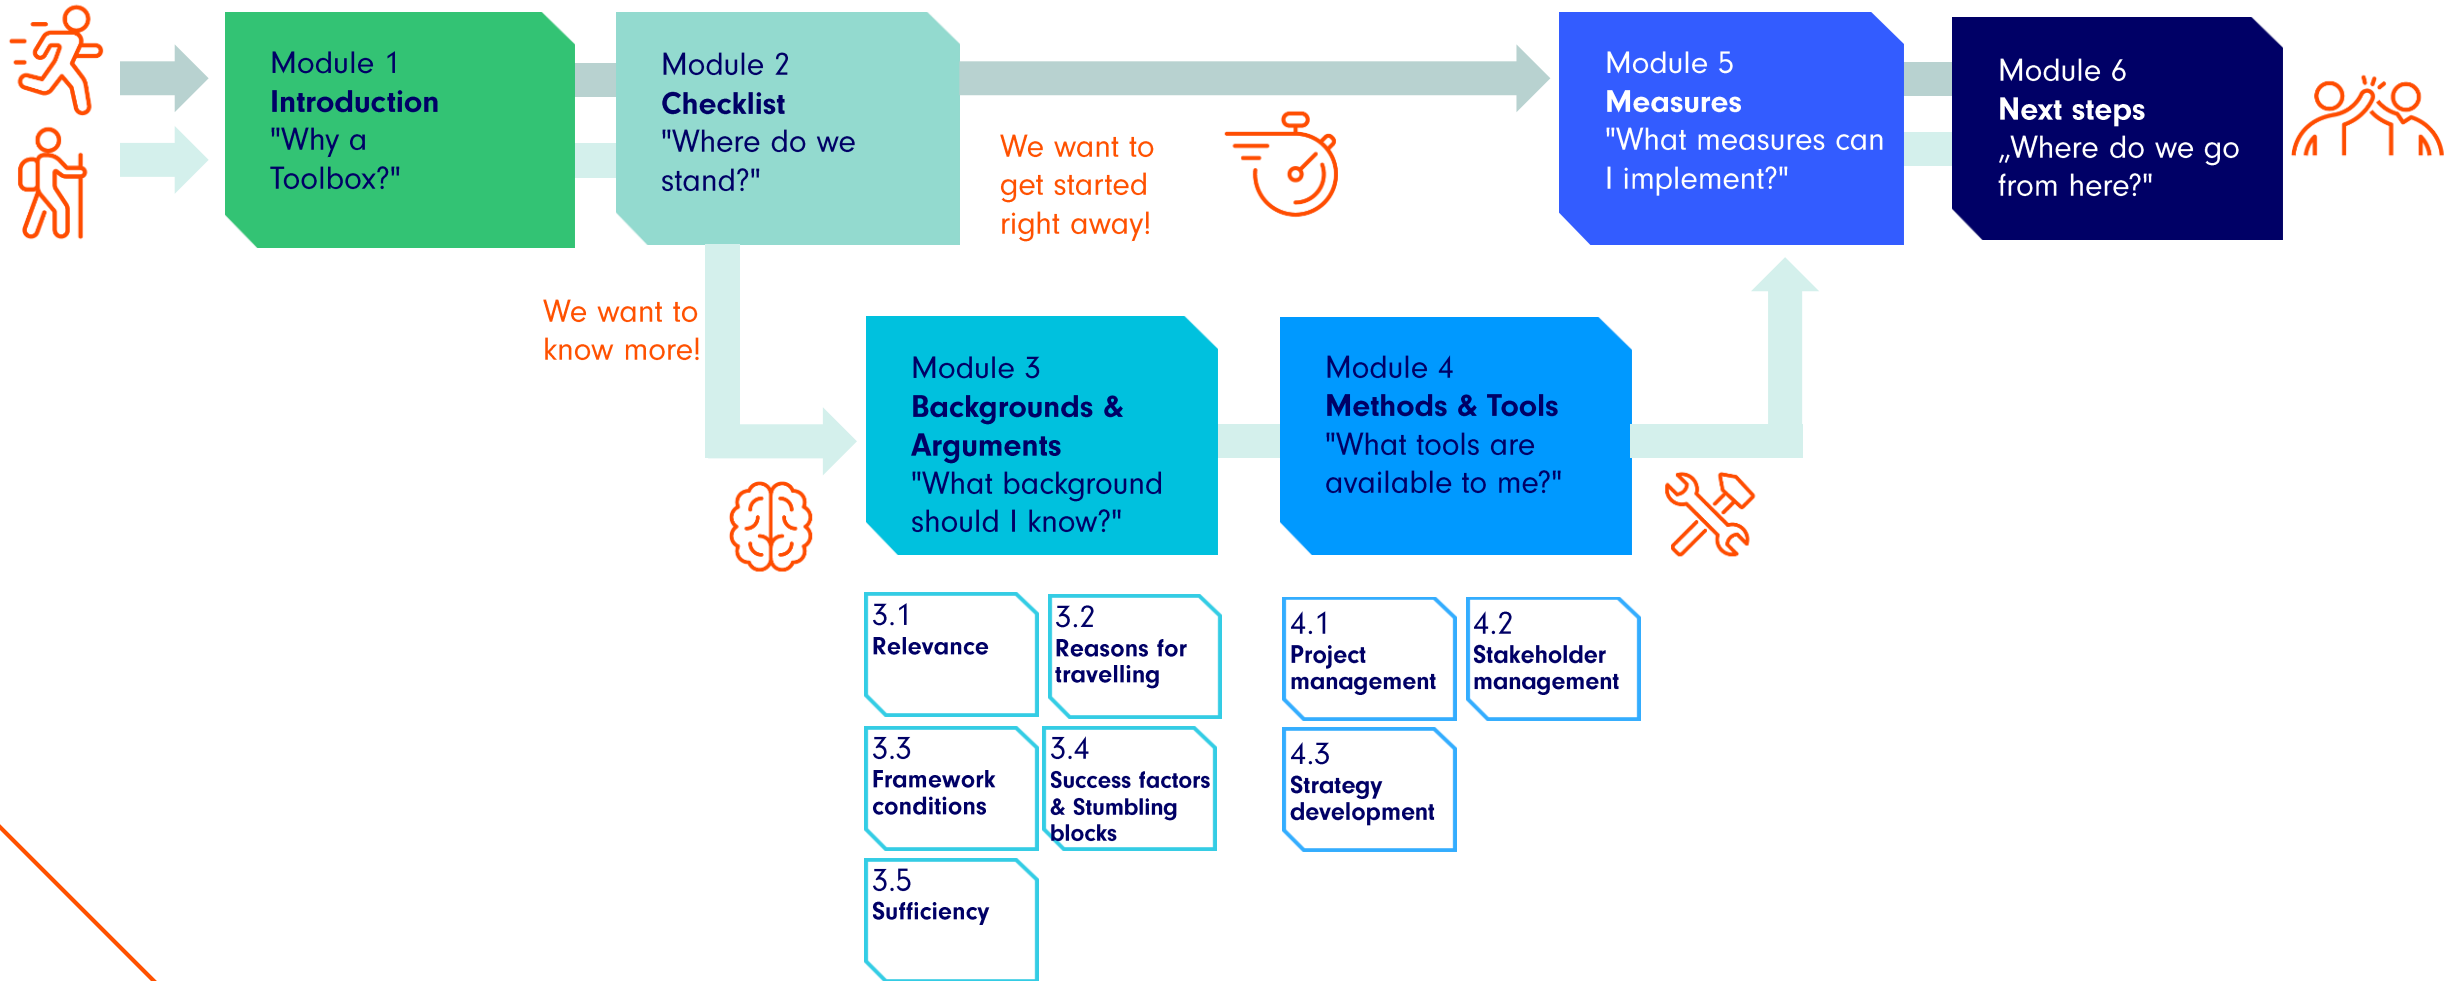 Module 1
Introduction
"Why a
Toolbox?"
Module 2
Checklist
"Where do we
stand?"
We want to
get started
right away!
Module 5
Measures
"What measures can
I implement?"
Module 6
Next steps
„Where do we go
from here?"
We want to
know more!
Module 3
Backgrounds &
Arguments
"What background
should I know?"
Module 4
Methods & Tools
"What tools are
available to me?"
3.1
Relevance
3.2
Reasons for
travelling
3.3
Framework
conditions
3.4
Success factors
& Stumbling
blocks
3.5
Sufficiency
4.1
Project
management
4.2
Stakeholder
management
4.3
Strategy
development